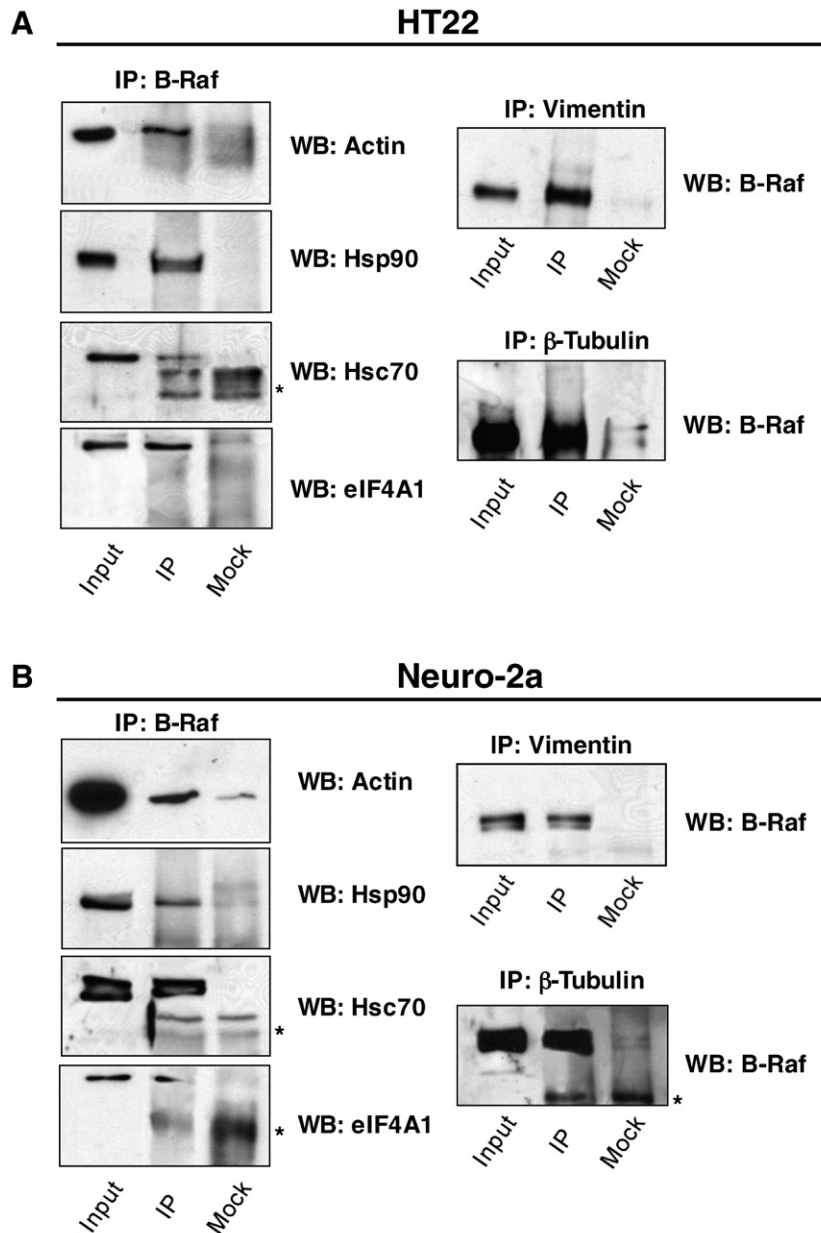 A
HT22
IP: B-Raf
WB: Actin
WB: Hsp90
WB: Hsc70
*
WB: eIF4A1
Input
IP
Mock
IP: Vimentin
WB: B-Raf
Input
IP
Mock
IP: β-Tubulin
WB: B-Raf
Input
IP
Mock
B
Neuro-2a
IP: B-Raf
WB: Actin
WB: Hsp90
WB: Hsc70
*
WB: eIF4A1
*
Input
IP
Mock
IP: Vimentin
WB: B-Raf
Input
IP
Mock
IP: β-Tubulin
WB: B-Raf
*
Input
IP
Mock